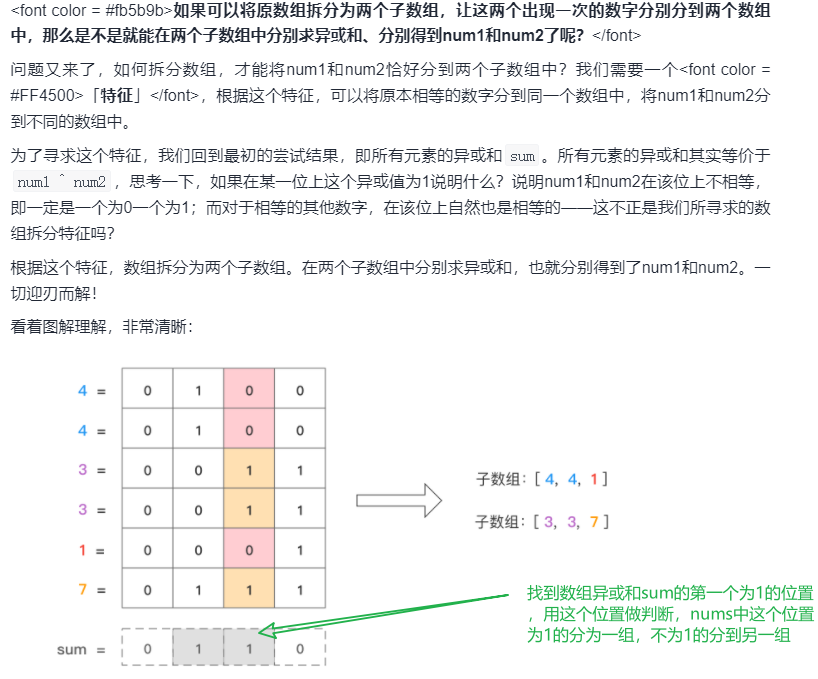 <font color = #fb5b9b>如果可以将原数组拆分为两个子数组，让这两个出现一次的数字分别分到两个数组
中，那么是不是就能在两个子数组中分别求异或和、分别得到num1和num2了呢？</font>
问题又来了，如何拆分数组，才能将num1和num2恰好分到两个子数组中？我们需要一个<font color =
#FF4500>「特征」</font>，根据这个特征，可以将原本相等的数字分到同一个数组中，将num1和num2分
到不同的数组中。
为了寻求这个特征，我们回到最初的尝试结果，即所有元素的异或和 sum 。所有元素的异或和其实等价于
num1 ^ num2 ，思考一下，如果在某一位上这个异或值为1说明什么？说明num1和num2在该位上不相等，
即一定是一个为0一个为1；而对于相等的其他数字，在该位上自然也是相等的——这不正是我们所寻求的数
组拆分特征吗？
根据这个特征，数组拆分为两个子数组。在两个子数组中分别求异或和，也就分别得到了num1和num2。一
切迎刃而解！
看着图解理解，非常清晰：
4 = 0 1 0 0
4 = 0 1 0 0
3 = 0 0 1 1
3 = 0 0 1 1
1 = 0 0 0 1
7 = 0 1 1 1
sum = 0 1 1 0
子数组：[ 4, 4, 1 ]
子数组：[ 3, 3, 7 ]
找到数组异或和sum的第一个为1的位置
，用这个位置做判断，nums中这个位置
为1的分为一组，不为1的分到另一组